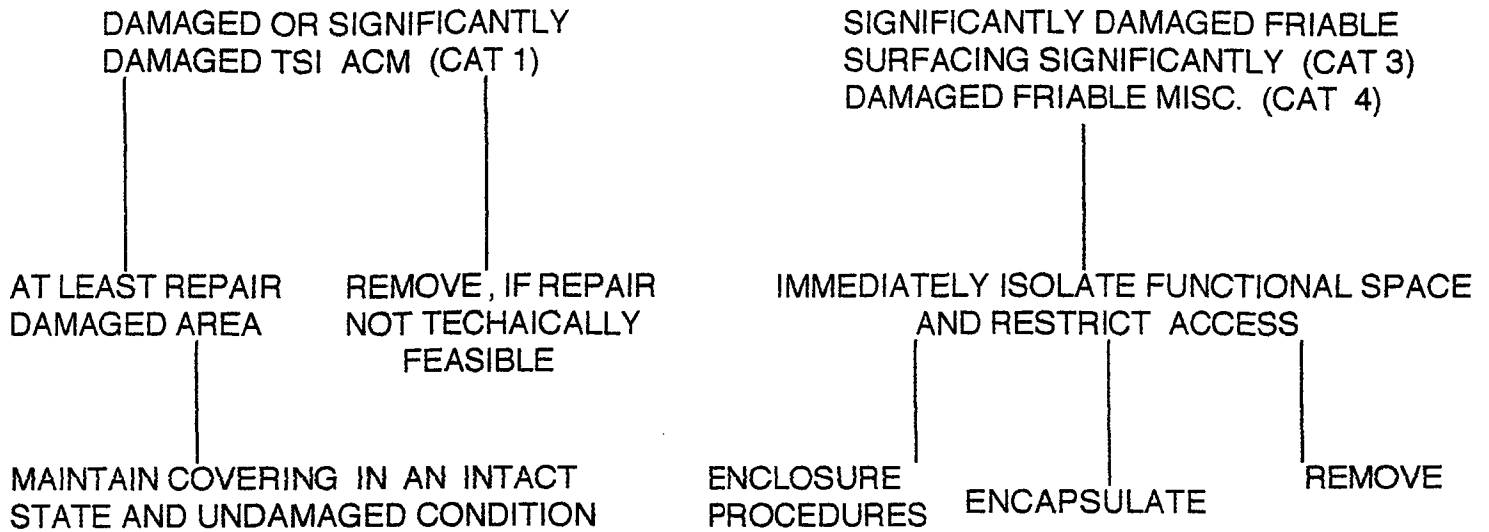 DAMAGED OR SIGNIFICANTLY
DAMAGED TSI ACM (CAT 1)
AT LEAST REPAIR
DAMAGED AREA
REMOVE, IF REPAIR
NOT TECHAICALLY
FEASIBLE
MAINTAIN COVERING IN AN INTACT
STATE AND UNDAMAGED CONDITION
SIGNIFICANTLY DAMAGED FRIABLE
SURFACING SIGNIFICANTLY (CAT 3)
DAMAGED FRIABLE MISC. (CAT 4)
IMMEDIATELY ISOLATE FUNCTIONAL SPACE
AND RESTRICT ACCESS
ENCLOSURE
PROCEDURES
ENCAPSULATE
REMOVE